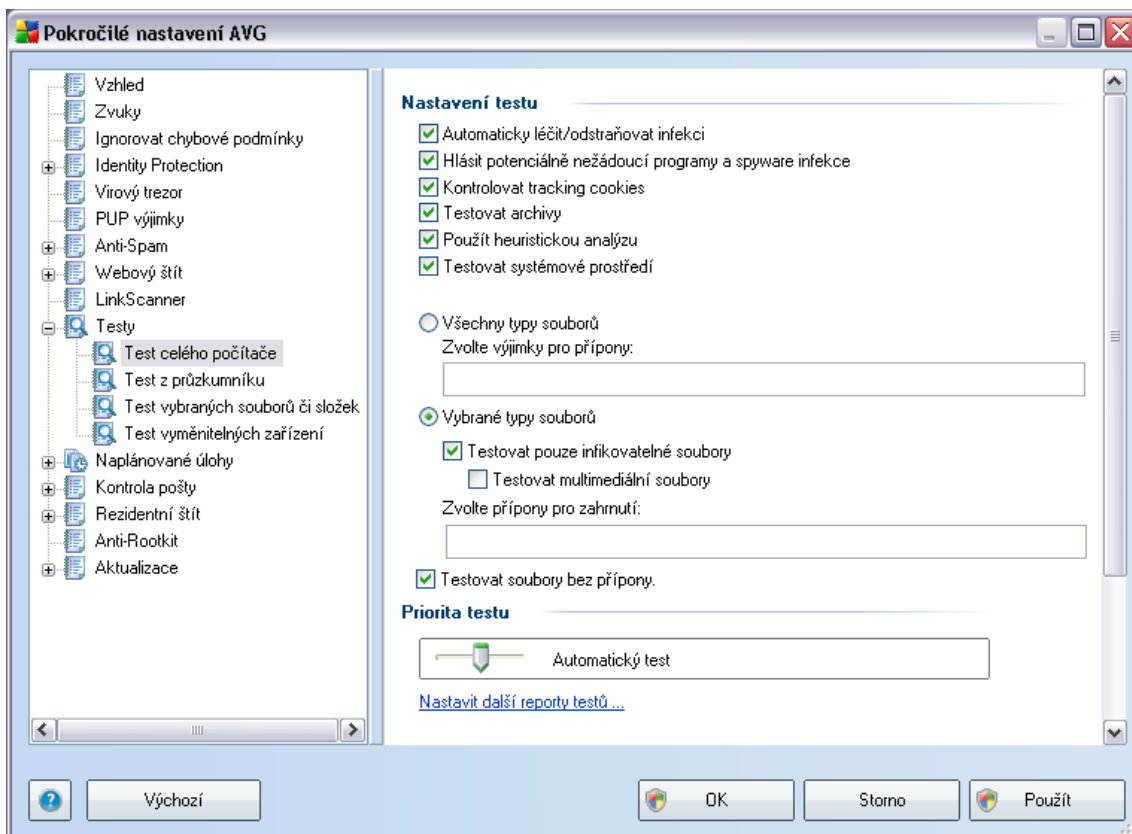 Pokročilé nastavení AVG
Vzhled
Zvuky
Ignorovat chybové podmínky
Identity Protection
Virový trezor
PUP výjimky
Anti-Spam
Webový štít
LinkScanner
Testy
Test celého počítače
Test z průzkumníku
Test vybraných souborů či složek
Test vyměnitelných zařízení
Naplánované úlohy
Kontrola pošty
Rezidentní štít
Anti-Rootkit
Aktualizace
Nastavení testu
Automaticky léčit/odstraňovat infekci
Hlásit potenciálně nežádoucí programy a spyware infekce
Kontrolovat tracking cookies
Testovat archivy
Použít heuristickou analýzu
Testovat systémové prostředí
Všechny typy souborů
Zvolte výjimky pro přípony:
Vybrané typy souborů
Testovat pouze infikovatelné soubory
Testovat multimediální soubory
Zvolte přípony pro zahrnutí:
Testovat soubory bez přípony.
Priorita testu
Automatický test
Nastavit další reporty testů ...
Výchozí
OK
Storno
Použít